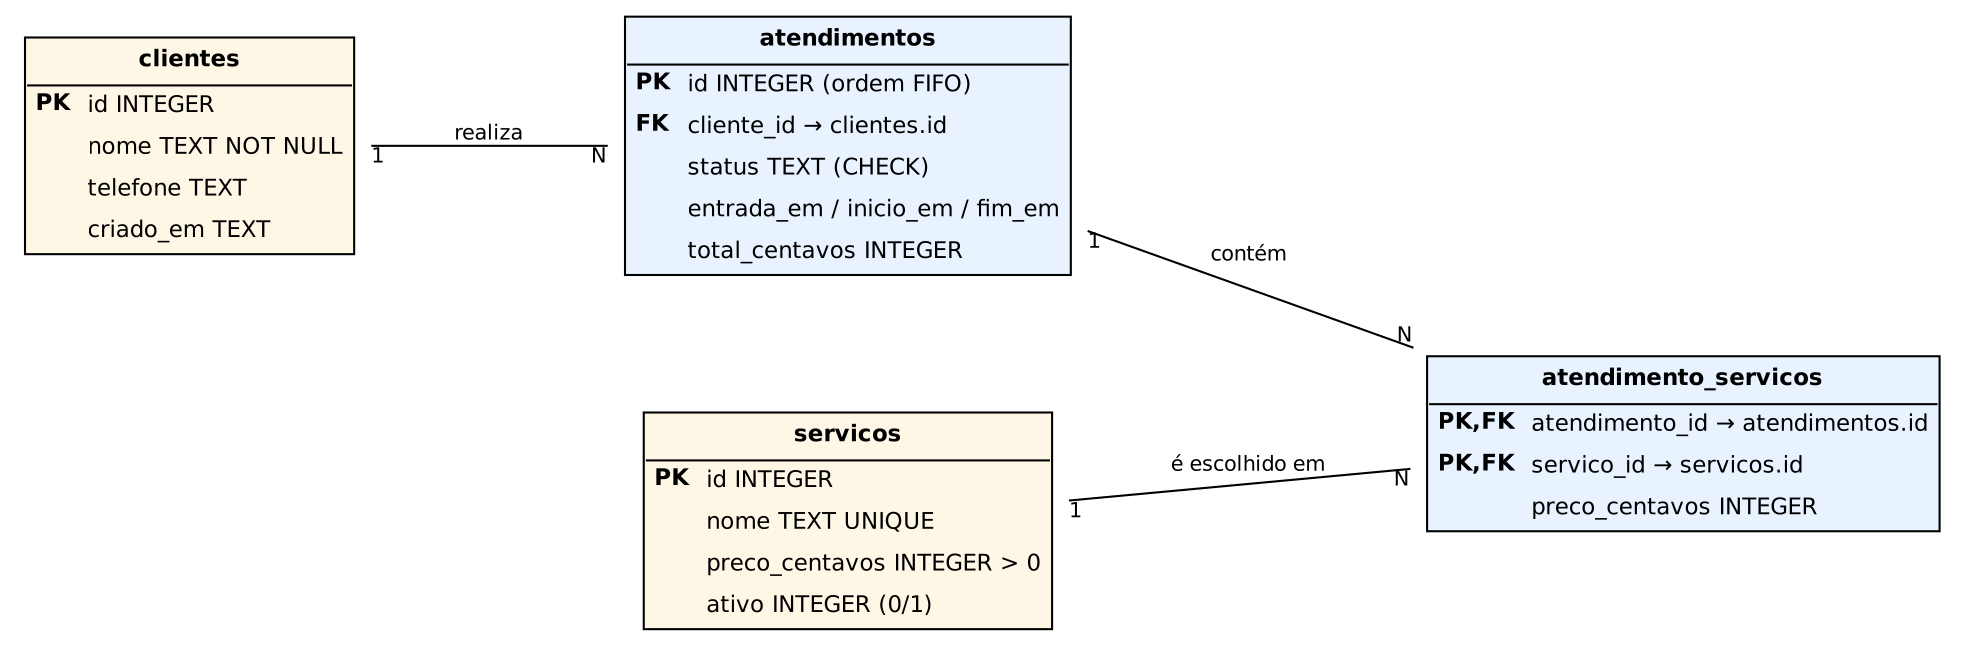 clientes
PK id INTEGER
nome TEXT NOT NULL
telefone TEXT
criado_em TEXT
realiza
1
N
atendimentos
PK id INTEGER (ordem FIFO)
FK cliente_id → clientes.id
status TEXT (CHECK)
entrada_em / inicio_em / fim_em
total_centavos INTEGER
1
contém
N
servicos
PK id INTEGER
nome TEXT UNIQUE
preco_centavos INTEGER > 0
ativo INTEGER (0/1)
é escolhido em
1
N
atendimento_servicos
PK,FK atendimento_id → atendimentos.id
PK,FK servico_id → servicos.id
preco_centavos INTEGER